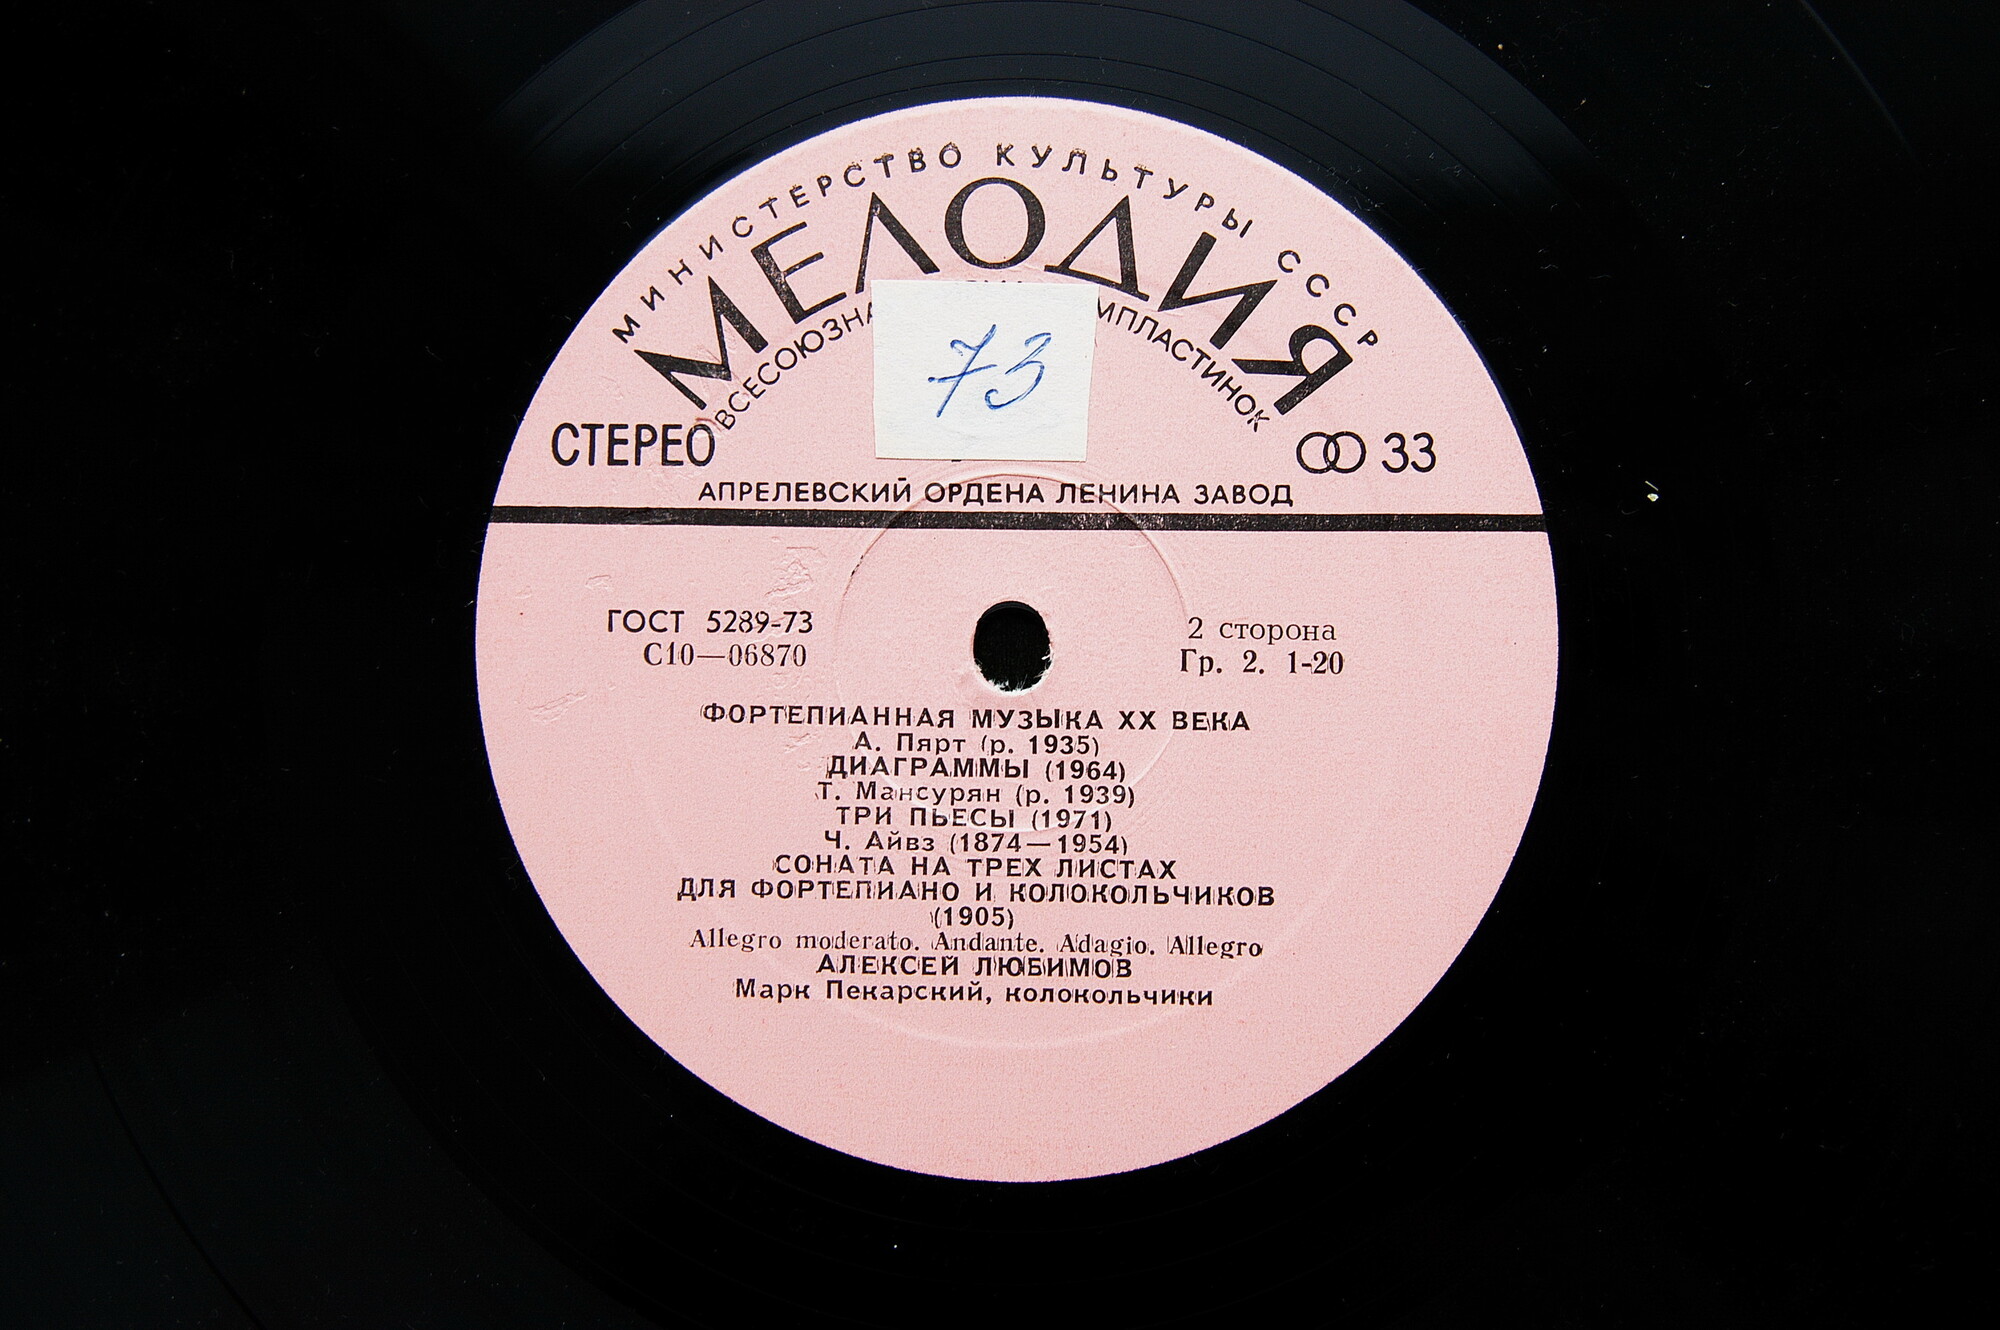 МИНИСТЕРСТВО КУЛЬТУРЫ СССР
МЕЛОДИЯ
73
СТЕРЕО
33
АПРЕЛЕВСКИЙ ОРДЕНА ЛЕНИНА ЗАВОД
ГОСТ 5289-73
С10—06870
2 сторона
Гр. 2. 1-20
ФОРТЕПИАННАЯ МУЗЫКА XX ВЕКА
А. Пярт (р. 1935)
ДИАГРАММЫ (1964)
Т. Мансурян (р. 1939)
ТРИ ПЬЕСЫ (1971)
Ч. Айвз (1874—1954)
СОНАТА НА ТРЕХ ЛИСТАХ
ДЛЯ ФОРТЕПИАНО И КОЛОКОЛЬЧИКОВ
(1905)
Allegro moderato. Andante. Adagio. Allegro
АЛЕКСЕЙ ЛЮБИМОВ
Марк Пекарский, колокольчики